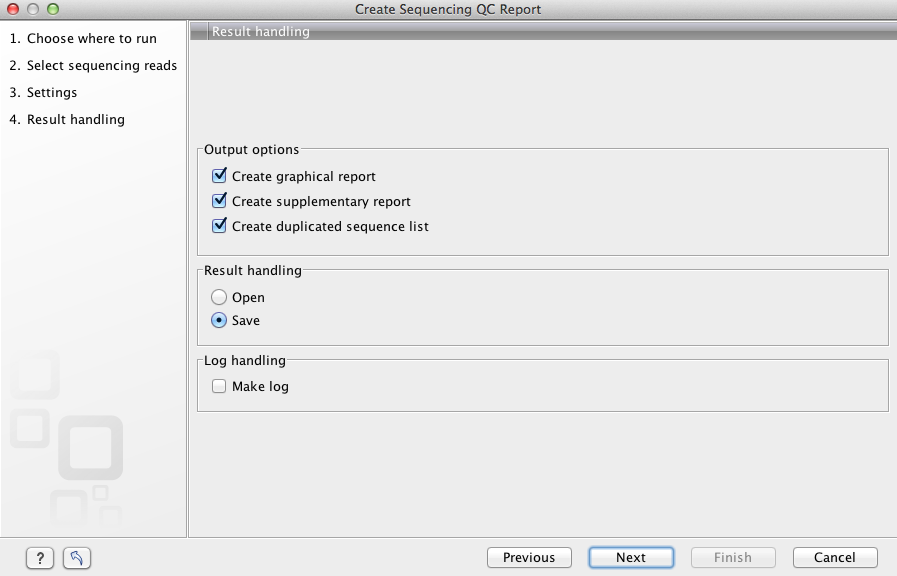 Create Sequencing QC Report
1. Choose where to run
2. Select sequencing reads
3. Settings
4. Result handling
Result handling
Output options
Create graphical report
Create supplementary report
Create duplicated sequence list
Result handling
Open
Save
Log handling
Make log
?
Previous
Next
Finish
Cancel